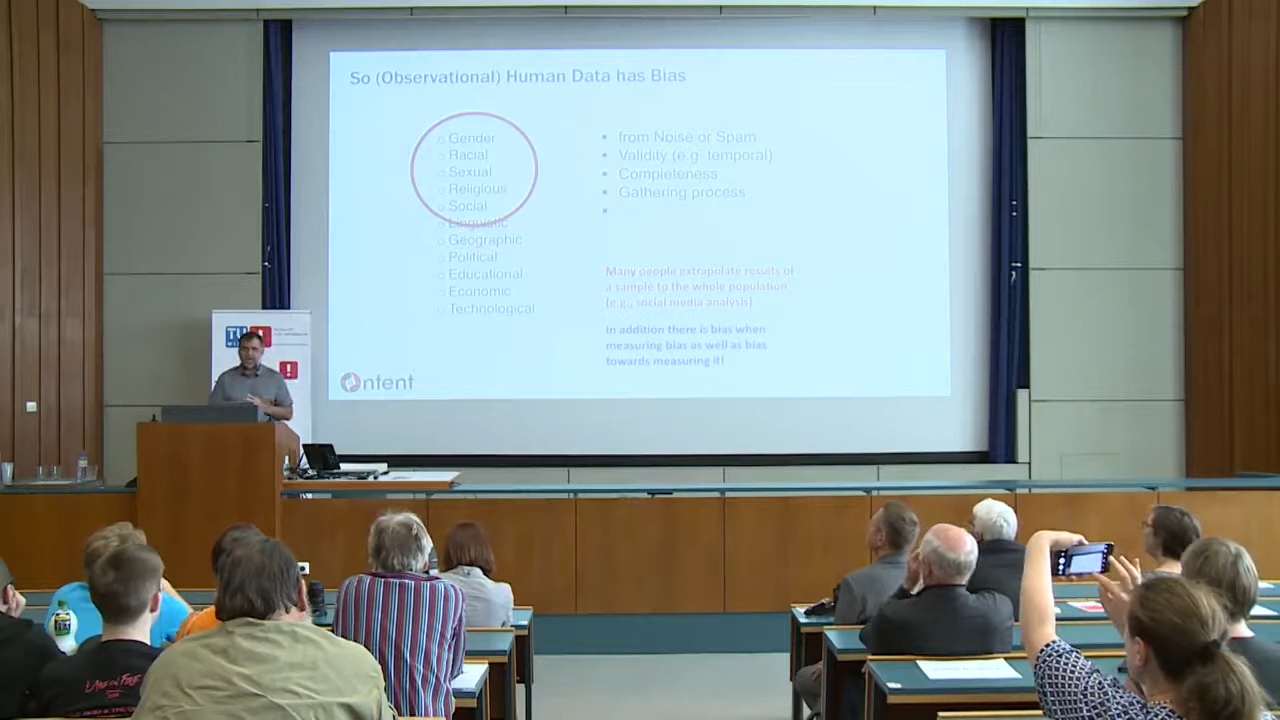 So (Observational) Human Data has Bias
Gender
Racial
Sexual
Religious
Social
Linguistic
Geographic
Political
Educational
Economic
Technological
from Noise or Spam
Validity (e.g. temporal)
Completeness
Gathering process
Many people extrapolate results of
a sample to the whole population
(e.g., social media analysis)
In addition there is bias when
measuring bias as well as bias
towards measuring it!
ntent
TU